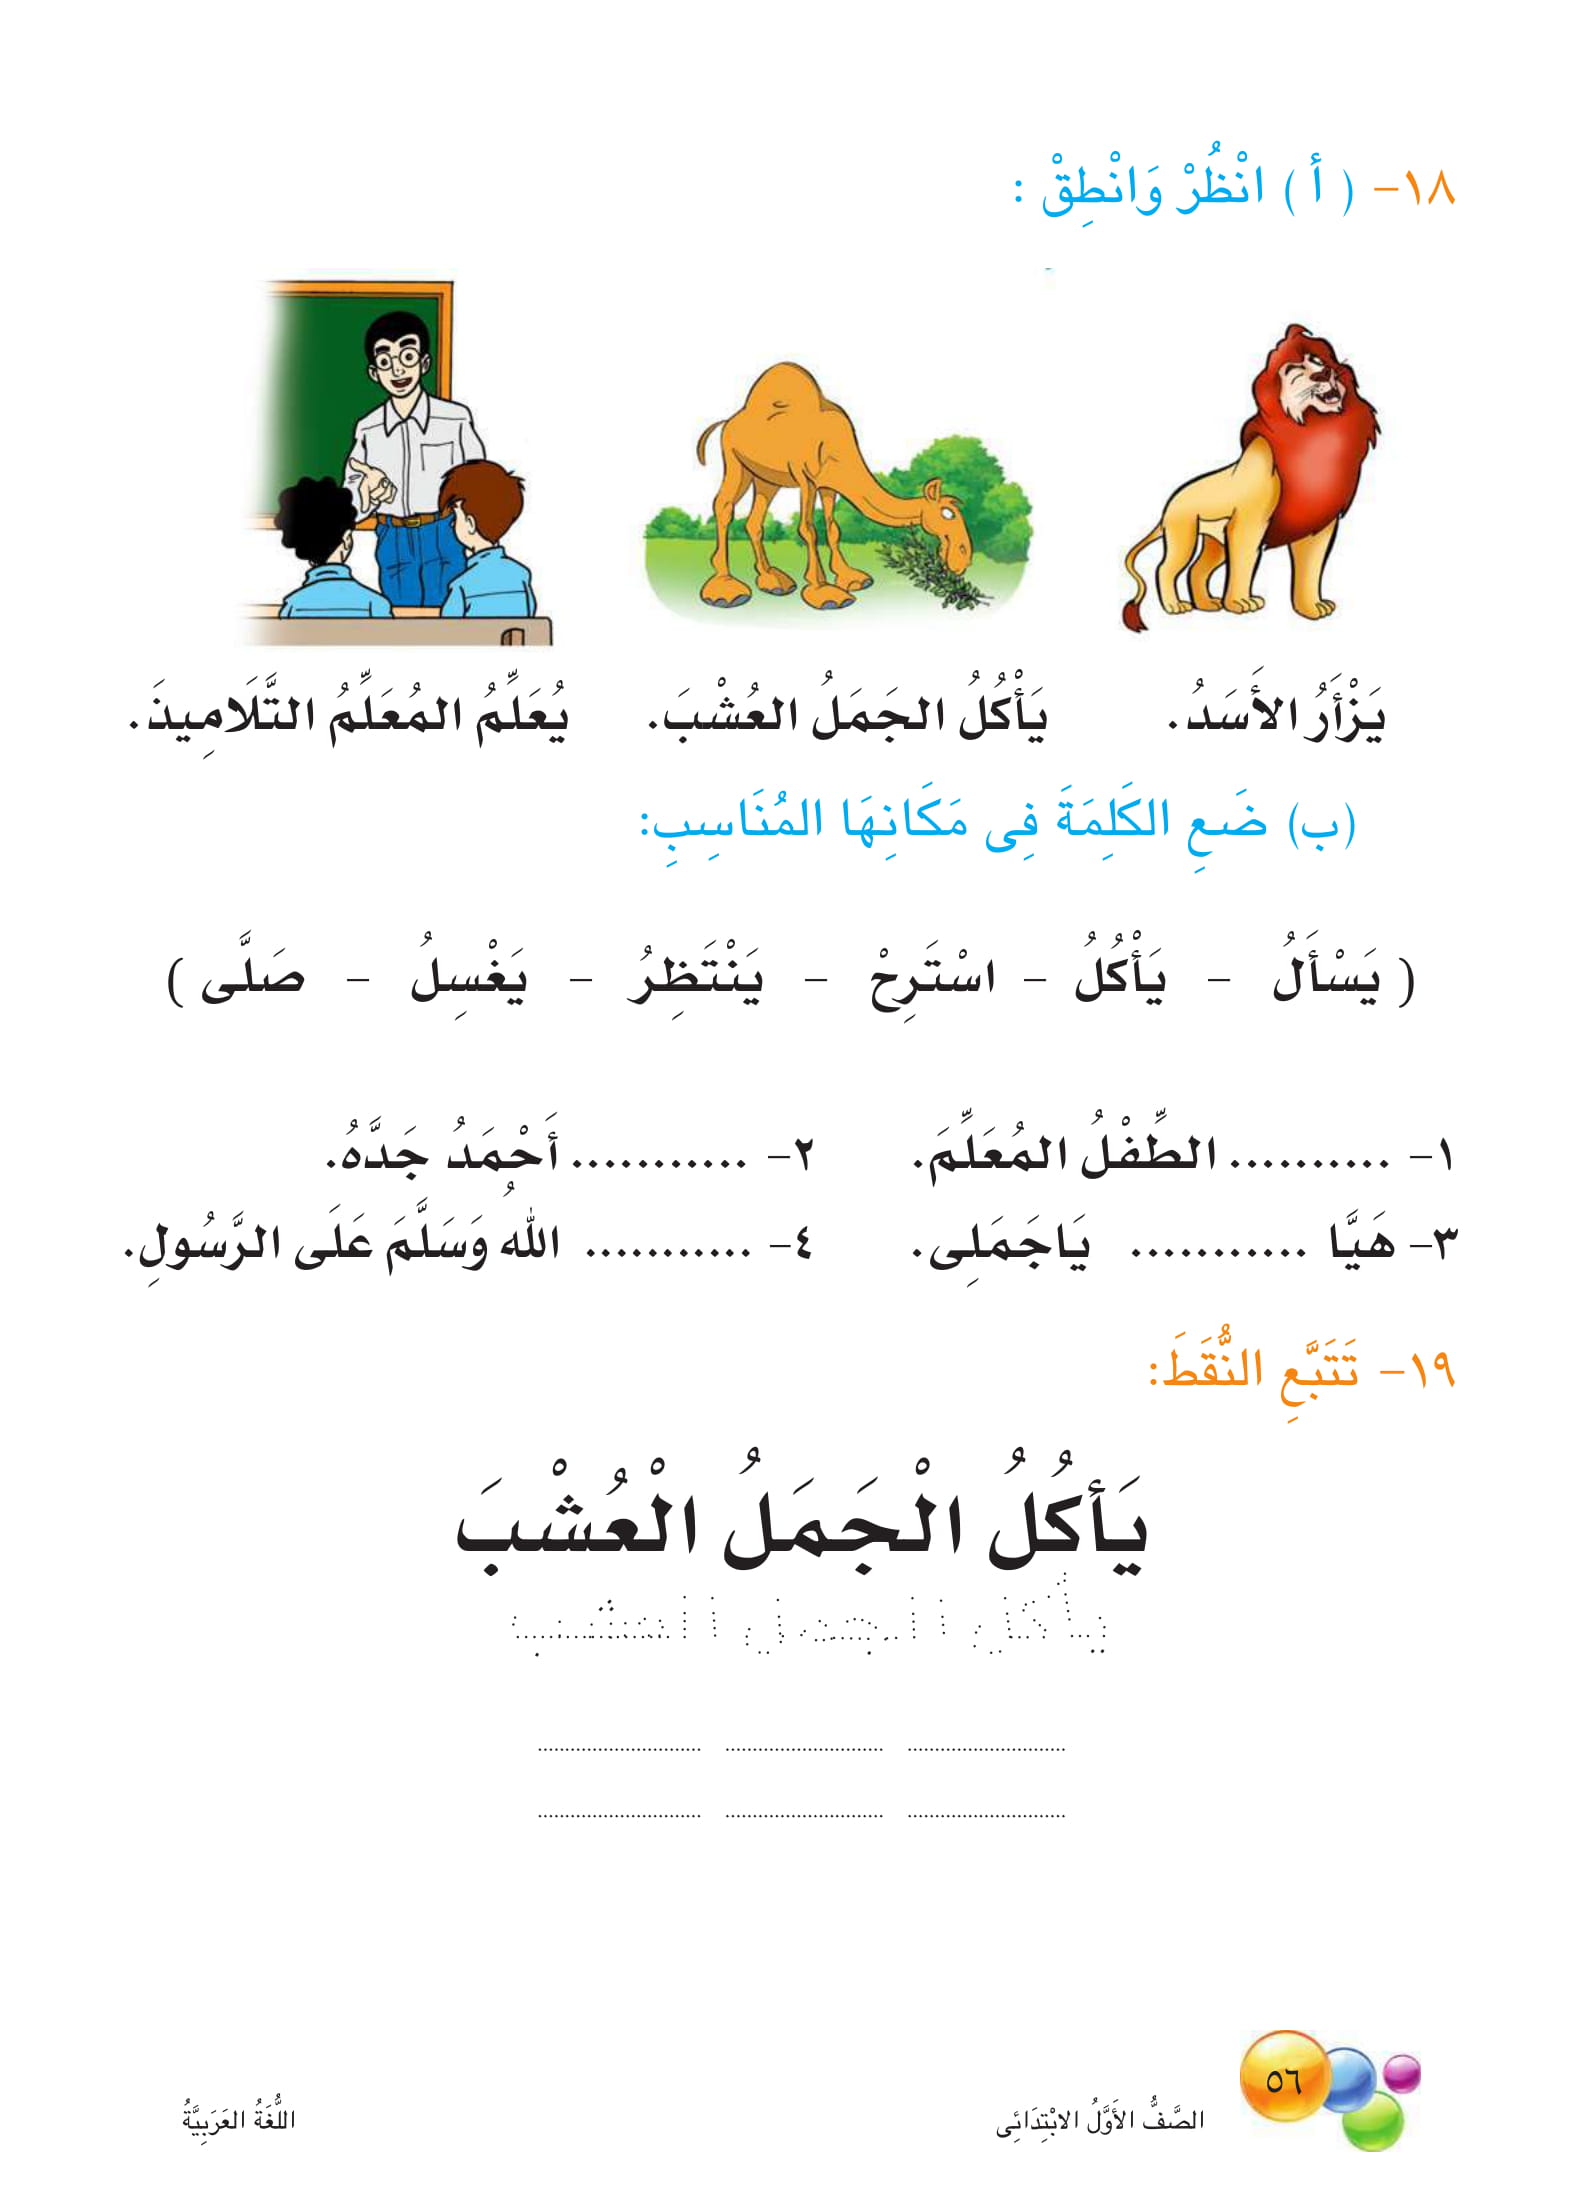 ١٨- ( أ ) انْظُرْ وَانْطِقْ :
يَزْأَرُ الأَسَدُ. يَأْكُلُ الجَمَلُ العُشْبَ. يُعَلِّمُ المُعَلِّمُ التَّلَامِيذَ.
(ب) ضَعِ الكَلِمَةَ فِى مَكَانِهَا المُنَاسِبِ:
( يَسْأَلُ - يَأْكُلُ - اسْتَرِحْ - يَنْتَظِرُ - يَغْسِلُ - صَلَّى )
١- .......... الطِّفْلُ المُعَلِّمَ. ٢- ........... أَحْمَدُ جَدَّهُ.
٣- هَيَّا ........... يَاجَمَلِى. ٤- ........... اللهُ وَسَلَّمَ عَلَى الرَّسُولِ.
١٩- تَتَبَّعِ النُّقَطَ:
يَأكُلُ الْجَمَلُ الْعُشْبَ
يأكل الجمل العشب
٥٦
الصَّفُّ الأَوَّلُ الابْتِدَائِى اللُّغَةُ العَرَبِيَّةُ